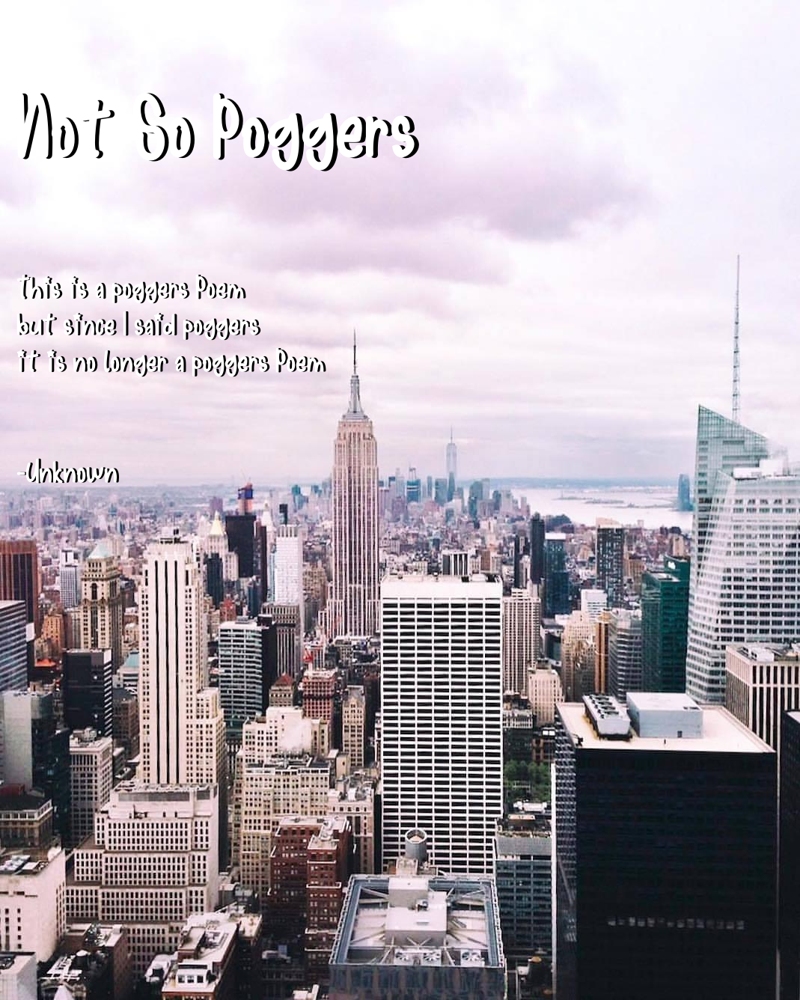 Not So Poggers
This is a poggers Poem
but since I said poggers
it is no longer a poggers Poem
-Unknown